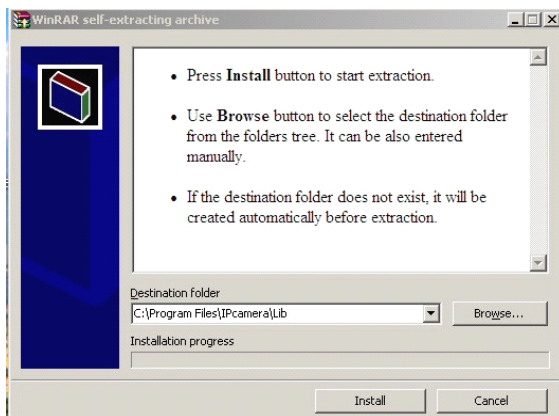 WinRAR self-extracting archive
• Press Install button to start extraction.
• Use Browse button to select the destination folder
from the folders tree. It can be also entered
manually.
• If the destination folder does not exist, it will be
created automatically before extraction.
Destination folder
C:\Program Files\IPcamera\Lib
Browse...
Installation progress
Install
Cancel